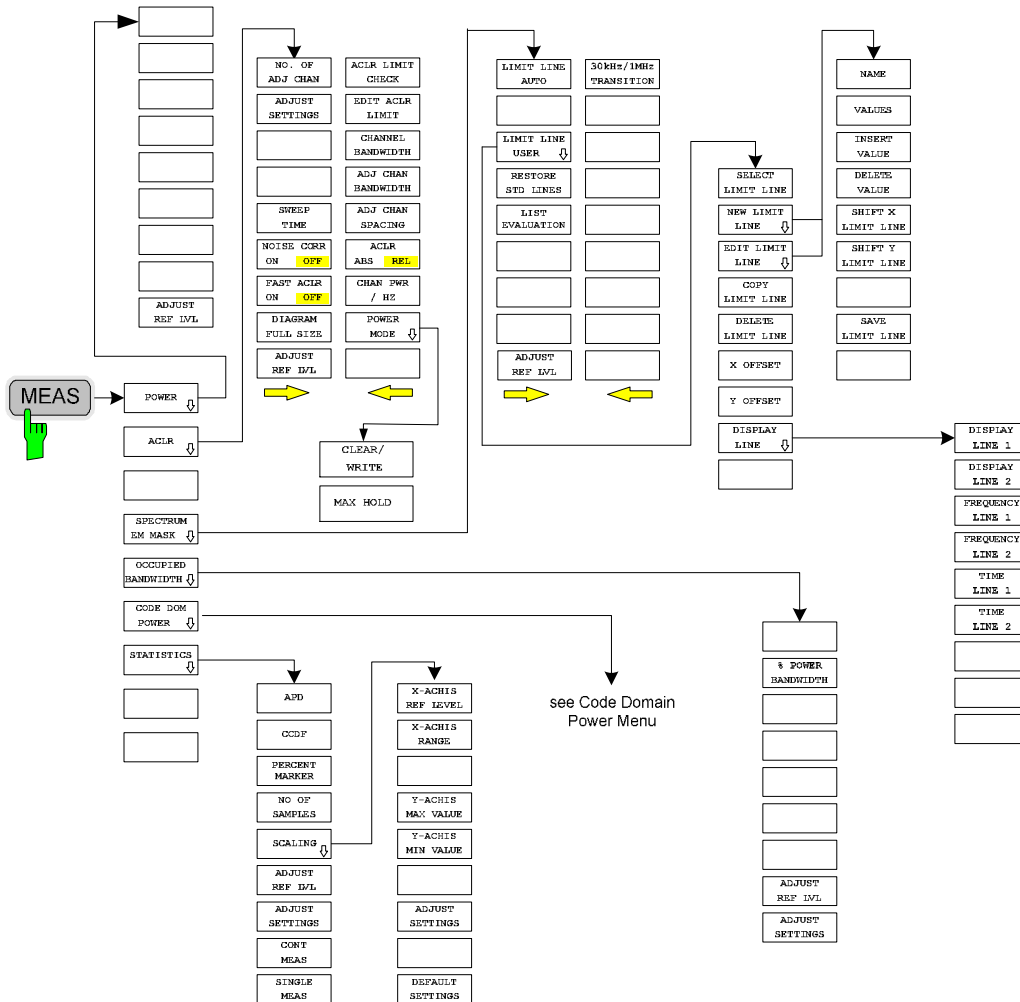 ADJUST
REF LVL
MEAS
POWER
ACLR
SPECTRUM
EM MASK
OCCUPIED
BANDWIDTH
CODE DOM
POWER
STATISTICS
NO. OF
ADJ CHAN
ADJUST
SETTINGS
SWEEP
TIME
NOISE CORR
ON OFF
FAST ACLR
ON OFF
DIAGRAM
FULL SIZE
ADJUST
REF LVL
ACLR LIMIT
CHECK
EDIT ACLR
LIMIT
CHANNEL
BANDWIDTH
ADJ CHAN
BANDWIDTH
ADJ CHAN
SPACING
ACLR
ABS REL
CHAN PWR
/ HZ
POWER
MODE
CLEAR/
WRITE
MAX HOLD
LIMIT LINE
AUTO
LIMIT LINE
USER
RESTORE
STD LINES
LIST
EVALUATION
ADJUST
REF LVL
30kHz/1MHz
TRANSITION
SELECT
LIMIT LINE
NEW LIMIT
LINE
EDIT LIMIT
LINE
COPY
LIMIT LINE
DELETE
LIMIT LINE
X OFFSET
Y OFFSET
DISPLAY
LINE
NAME
VALUES
INSERT
VALUE
DELETE
VALUE
SHIFT X
LIMIT LINE
SHIFT Y
LIMIT LINE
SAVE
LIMIT LINE
DISPLAY
LINE 1
DISPLAY
LINE 2
FREQUENCY
LINE 1
FREQUENCY
LINE 2
TIME
LINE 1
TIME
LINE 2
APD
CCDF
PERCENT
MARKER
NO OF
SAMPLES
SCALING
ADJUST
REF LVL
ADJUST
SETTINGS
CONT
MEAS
SINGLE
MEAS
X-ACHIS
REF LEVEL
X-ACHIS
RANGE
Y-ACHIS
MAX VALUE
Y-ACHIS
MIN VALUE
ADJUST
SETTINGS
DEFAULT
SETTINGS
see Code Domain
Power Menu
% POWER
BANDWIDTH
ADJUST
REF LVL
ADJUST
SETTINGS